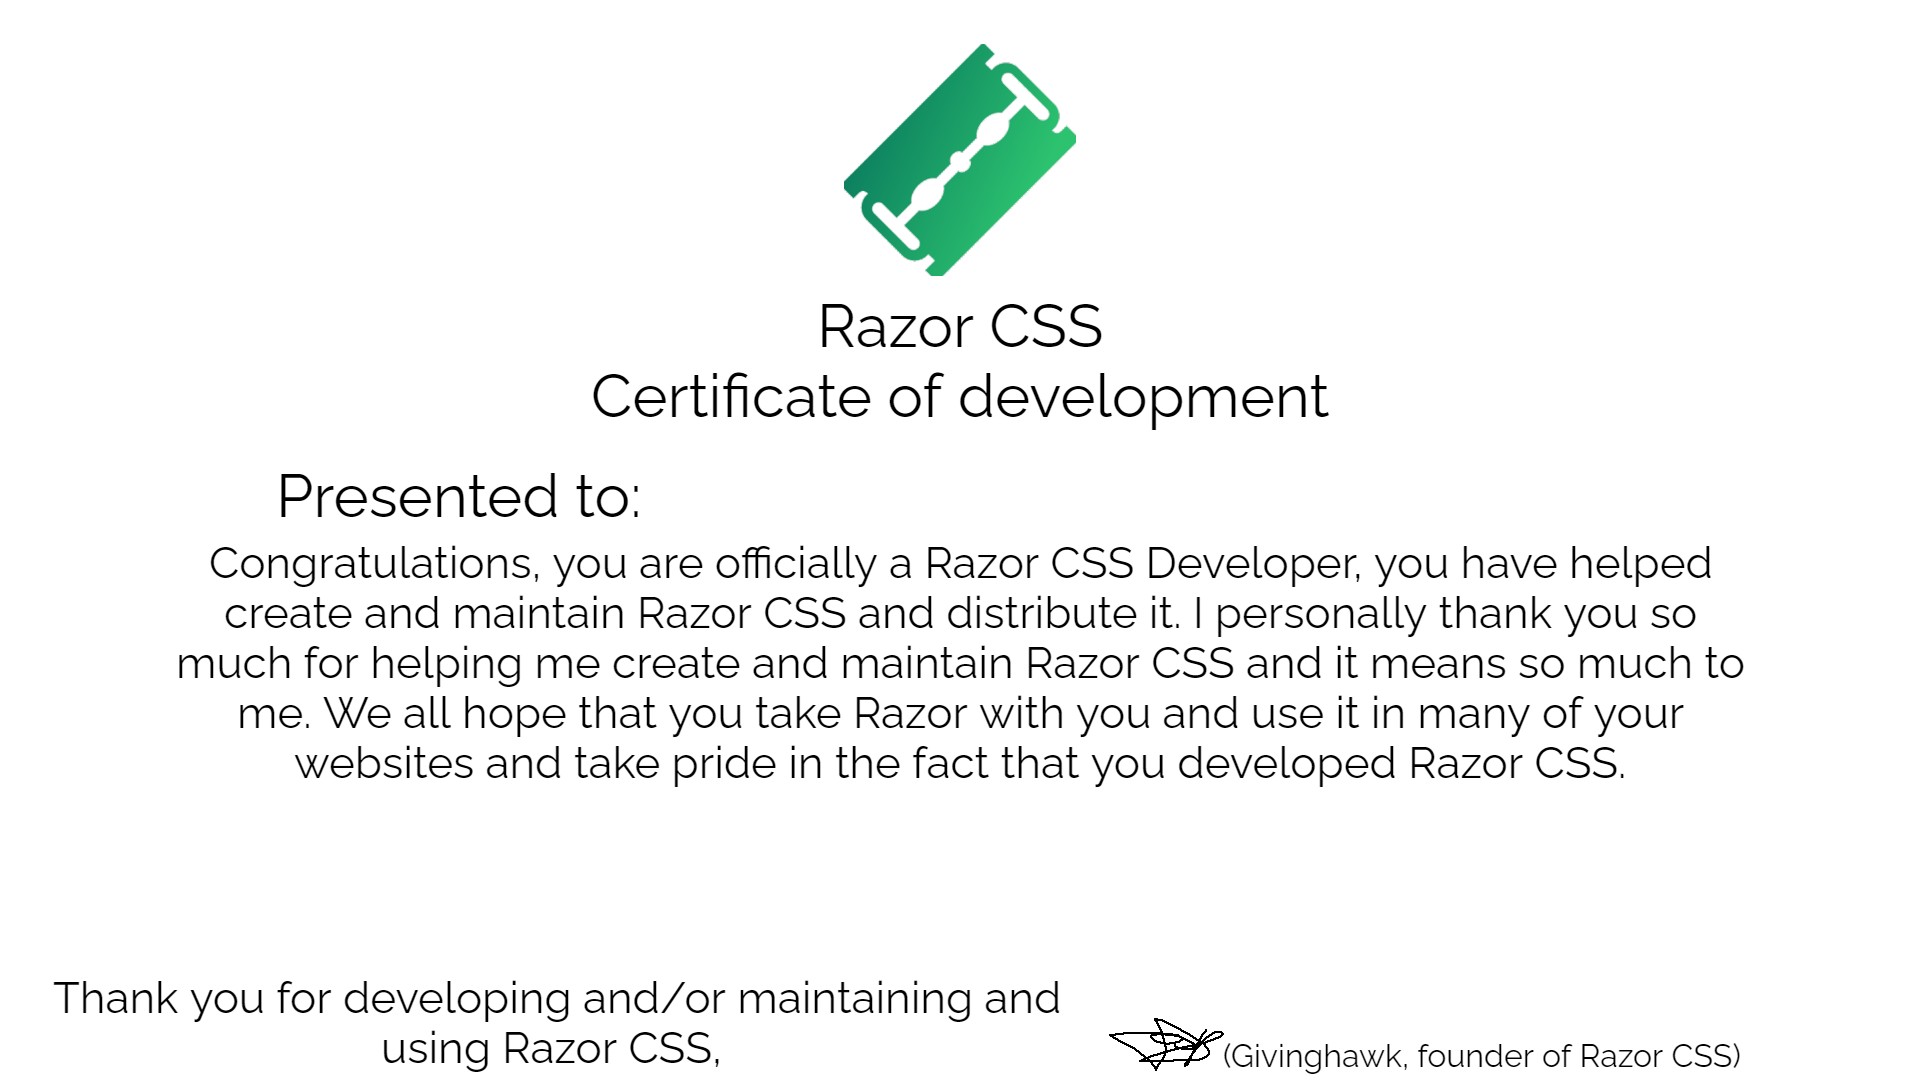 Razor CSS
Certificate of development
Presented to:
Congratulations, you are officially a Razor CSS Developer, you have helped
create and maintain Razor CSS and distribute it. I personally thank you so
much for helping me create and maintain Razor CSS and it means so much to
me. We all hope that you take Razor with you and use it in many of your
websites and take pride in the fact that you developed Razor CSS.
Thank you for developing and/or maintaining and
using Razor CSS,
(Givinghawk, founder of Razor CSS)